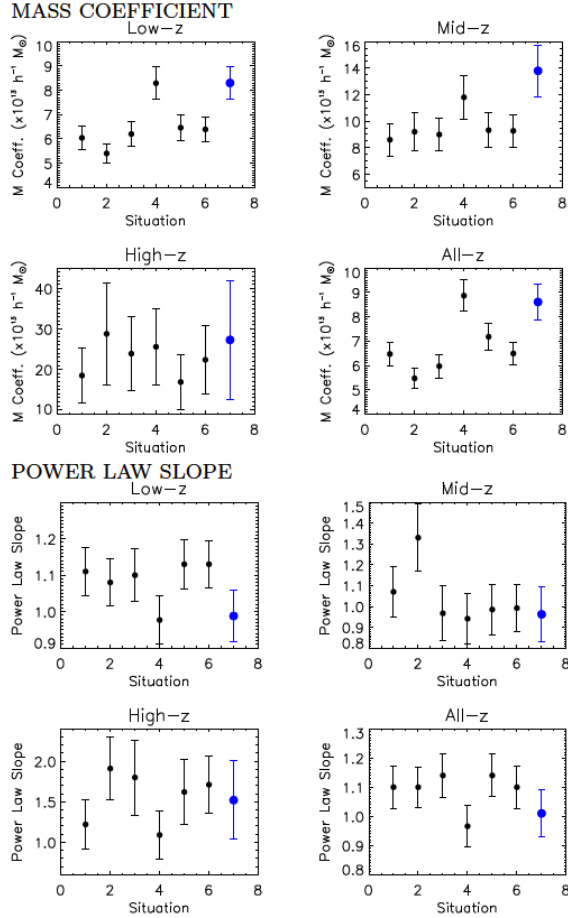 MASS COEFFICIENT
Low-z
M Coeff. (x10¹³ h⁻¹ M☉)
10
9
8
7
6
5
4
0 2 4 6 8
Situation
Mid-z
M Coeff. (x10¹³ h⁻¹ M☉)
16
14
12
10
8
6
0 2 4 6 8
Situation
High-z
M Coeff. (x10¹³ h⁻¹ M☉)
40
30
20
10
0 2 4 6 8
Situation
All-z
M Coeff. (x10¹³ h⁻¹ M☉)
10
9
8
7
6
5
4
0 2 4 6 8
Situation
POWER LAW SLOPE
Low-z
Power Law Slope
1.2
1.1
1.0
0.9
0 2 4 6 8
Situation
Mid-z
Power Law Slope
1.5
1.4
1.3
1.2
1.1
1.0
0.9
0.8
0 2 4 6 8
Situation
High-z
Power Law Slope
2.0
1.5
1.0
0 2 4 6 8
Situation
All-z
Power Law Slope
1.3
1.2
1.1
1.0
0.9
0.8
0 2 4 6 8
Situation